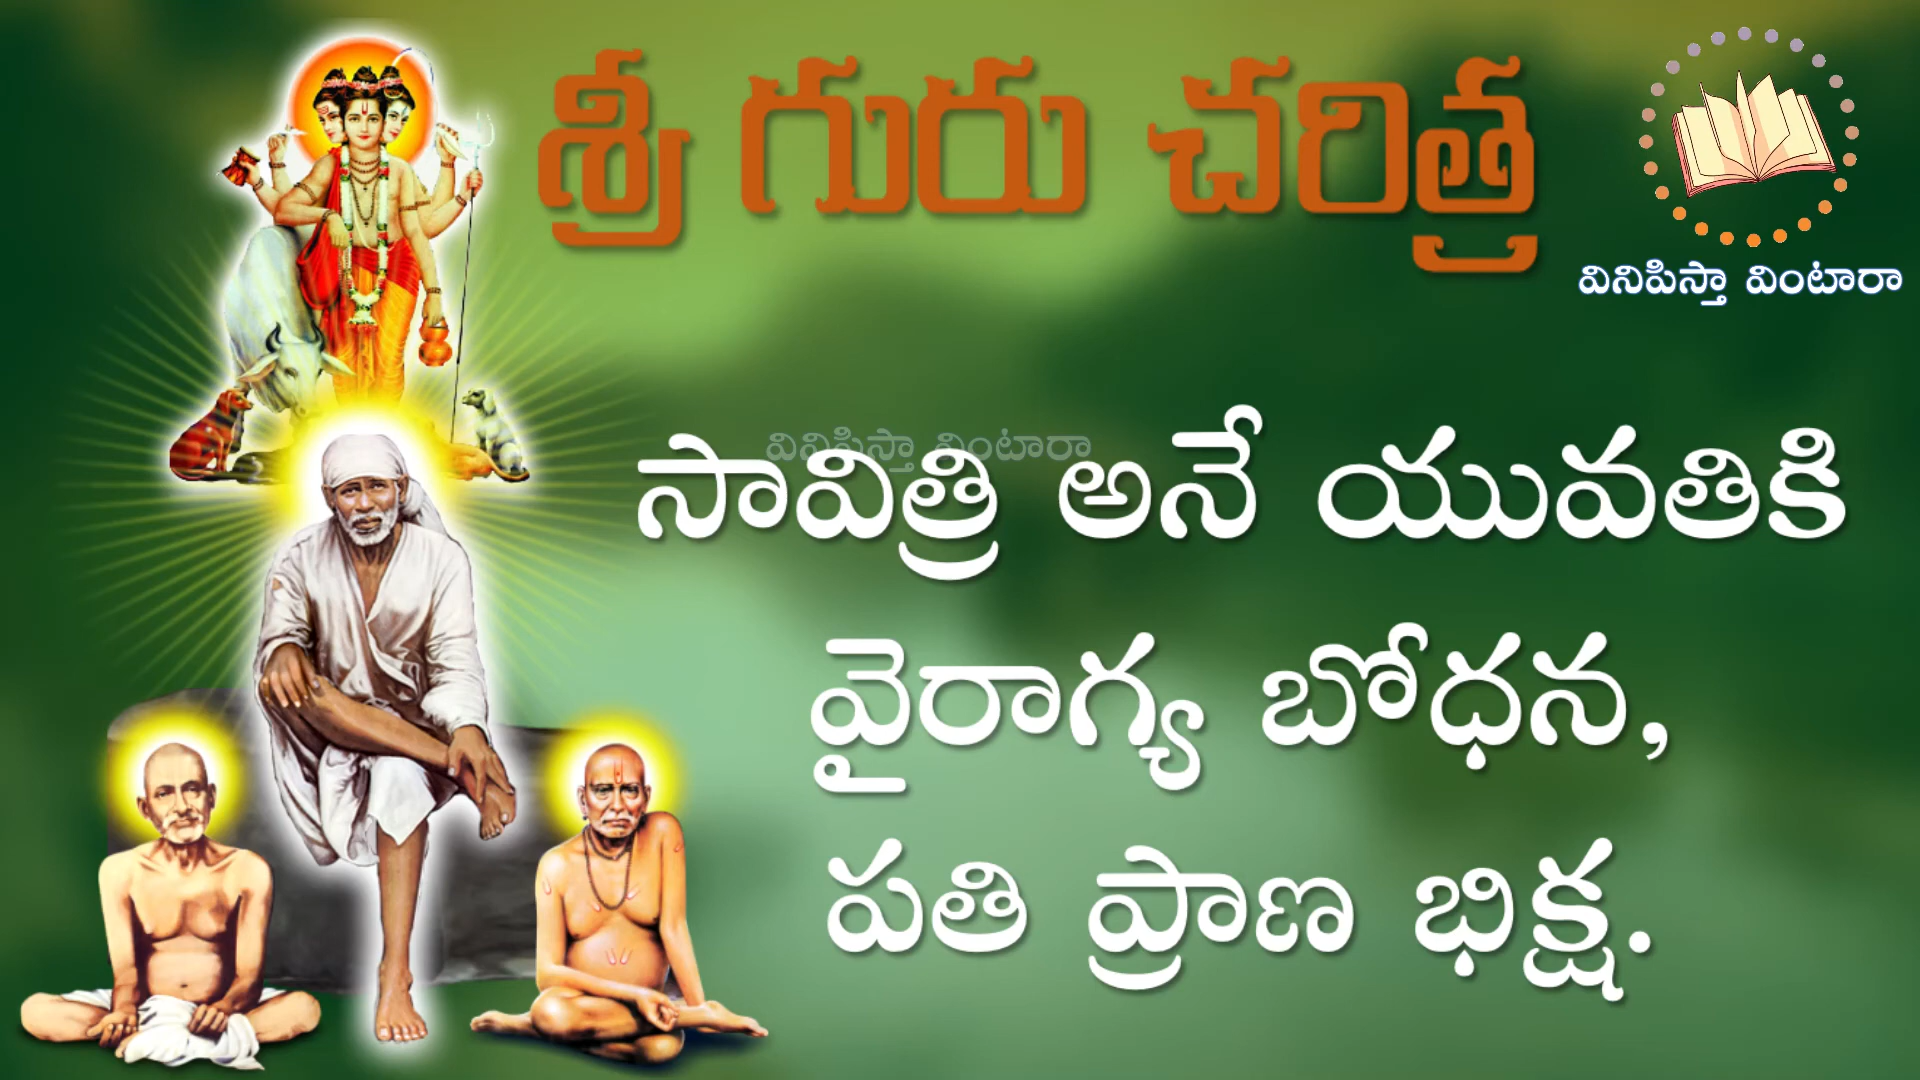 శ్రీ గురు చరిత్ర
వినిపిస్తా వింటారా
వినిపిస్తా వింటారా
సావిత్రి అనే యువతికి
వైరాగ్య బోధన,
పతి ప్రాణ భిక్ష.